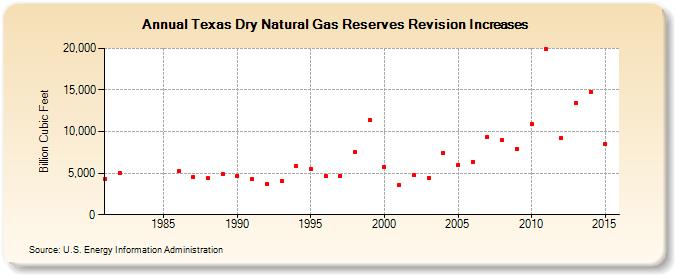 Annual Texas Dry Natural Gas Reserves Revision Increases
Billion Cubic Feet
20,000
15,000
10,000
5,000
0
1985 1990 1995 2000 2005 2010 2015
Source: U.S. Energy Information Administration